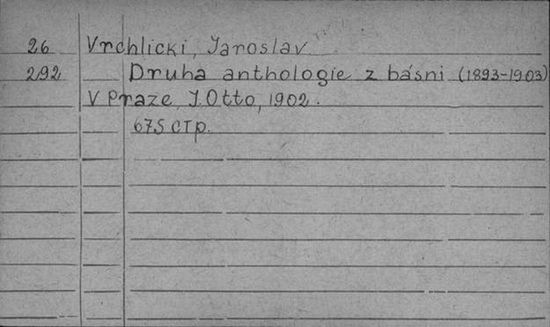 26 Vrchlicki, Jaroslav
292 Druha anthologie z básni (1893-1903)
V Praze, J. Otto, 1902.
675 стр.